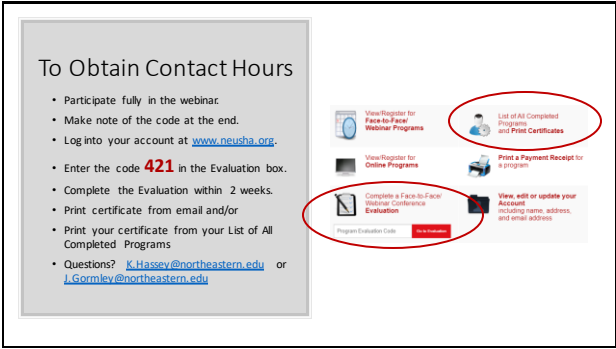 To Obtain Contact Hours
• Participate fully in the webinar.
• Make note of the code at the end.
• Log into your account at www.neusha.org.
• Enter the code 421 in the Evaluation box.
• Complete the Evaluation within 2 weeks.
• Print certificate from email and/or
• Print your certificate from your List of All
Completed Programs
• Questions? K.Hassey@northeastern.edu or
J.Gormley@northeastern.edu
View/Register for
Face-to-Face/
Webinar Programs
List of All Completed
Programs
and Print Certificates
View/Register for
Online Programs
Print a Payment Receipt for
a program
Complete a Face-to-Face/
Webinar Conference
Evaluation
Program Evaluation Code
Go to Evaluation
View, edit or update your
Account
including name, address,
and email address